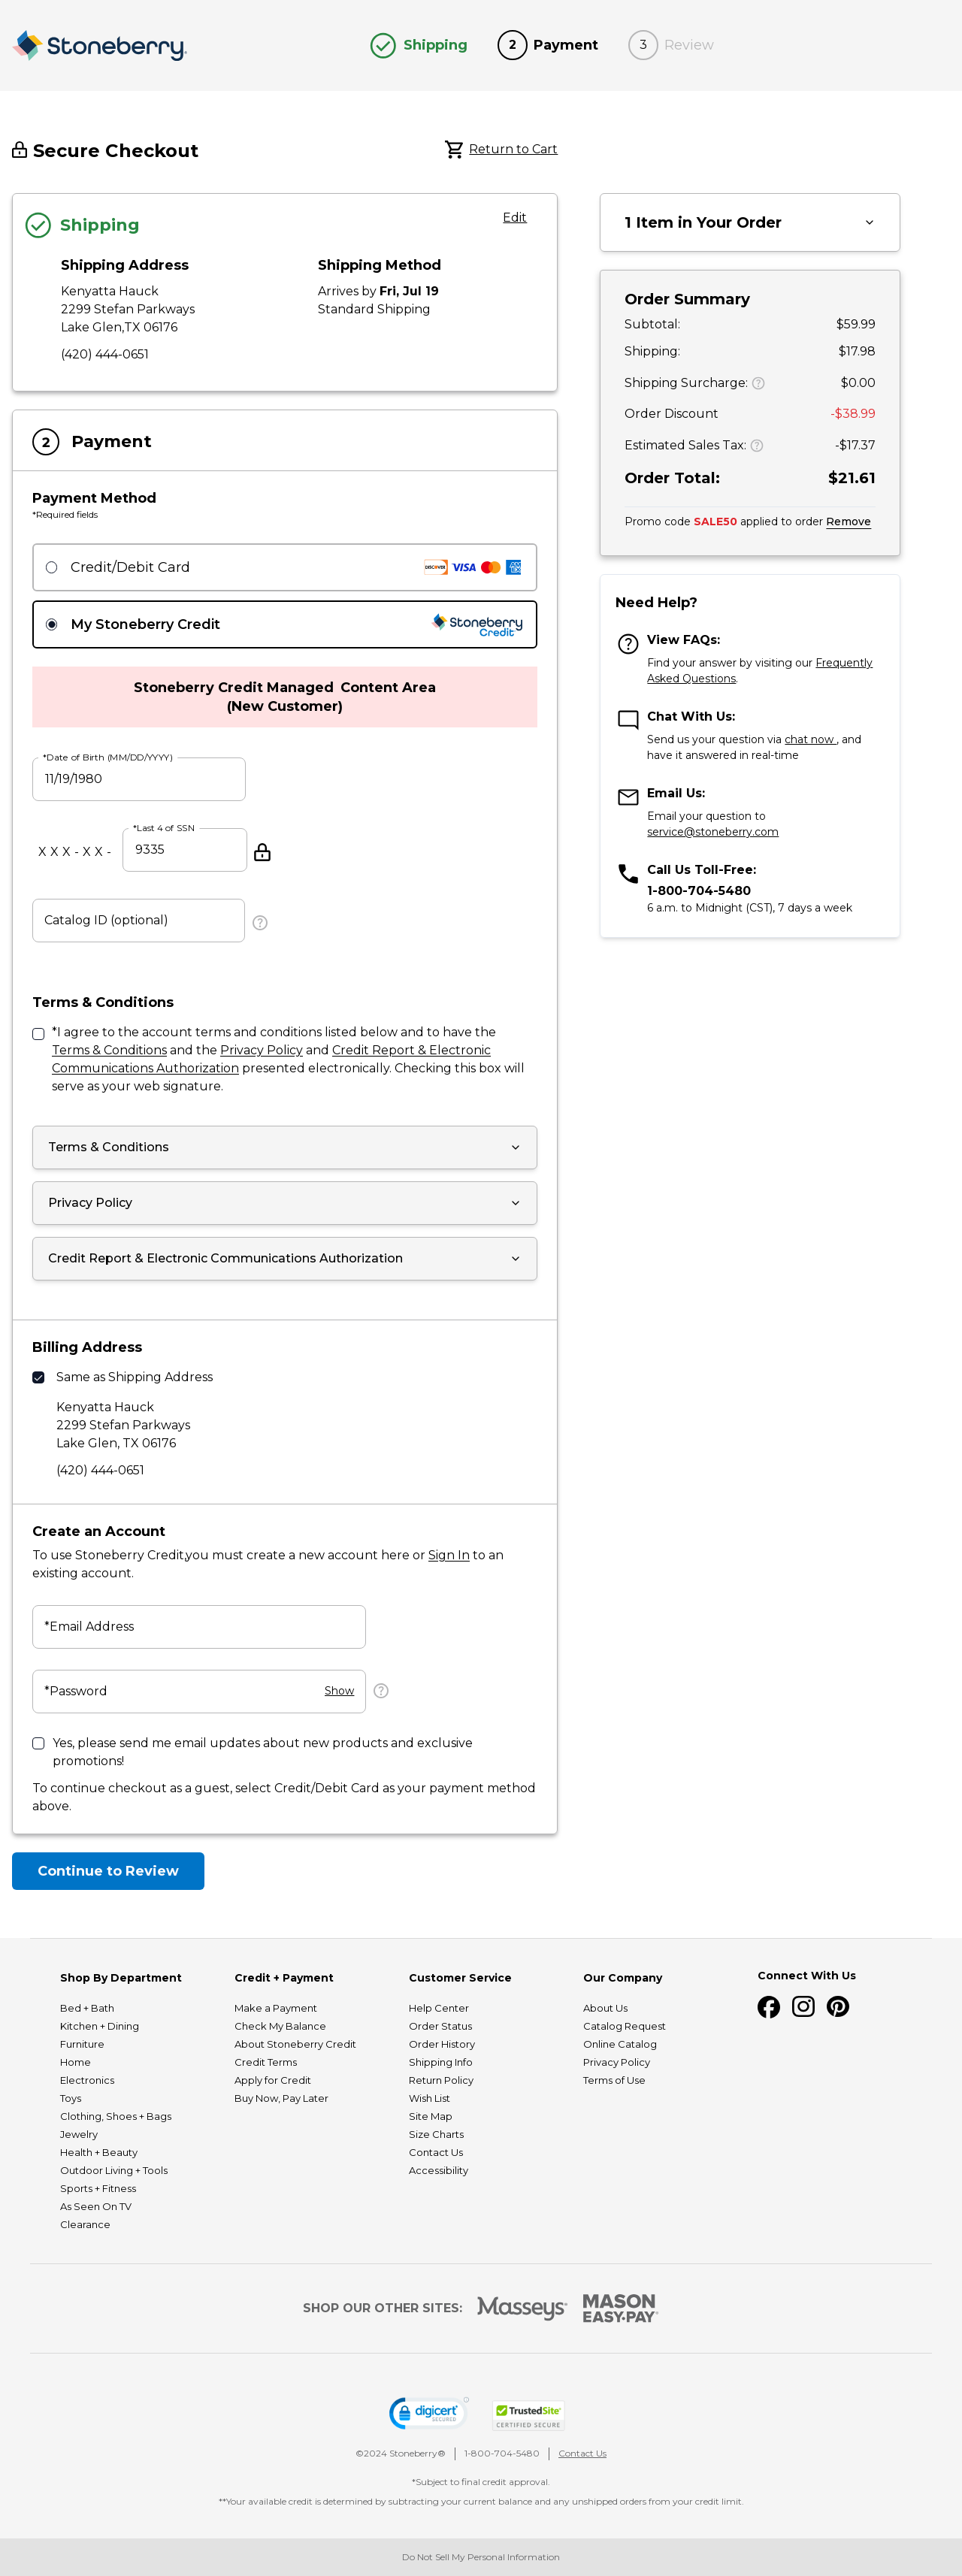 Stoneberry
Shipping
2 Payment
3 Review
Secure Checkout
Return to Cart
Shipping
Edit
Shipping Address
Kenyatta Hauck
2299 Stefan Parkways
Lake Glen,TX 06176
(420) 444-0651
Shipping Method
Arrives by Fri, Jul 19
Standard Shipping
2 Payment
Payment Method
*Required fields
Credit/Debit Card
DISCOVER VISA AMEX
My Stoneberry Credit
Stoneberry
Credit
Stoneberry Credit Managed Content Area
(New Customer)
*Date of Birth (MM/DD/YYYY)
11/19/1980
*Last 4 of SSN
X X X - X X - 9335
Catalog ID (optional)
Terms & Conditions
*I agree to the account terms and conditions listed below and to have the
Terms & Conditions and the Privacy Policy and Credit Report & Electronic
Communications Authorization presented electronically. Checking this box will
serve as your web signature.
Terms & Conditions
Privacy Policy
Credit Report & Electronic Communications Authorization
Billing Address
Same as Shipping Address
Kenyatta Hauck
2299 Stefan Parkways
Lake Glen, TX 06176
(420) 444-0651
Create an Account
To use Stoneberry Credit,you must create a new account here or Sign In to an
existing account.
*Email Address
*Password
Show
Yes, please send me email updates about new products and exclusive
promotions!
To continue checkout as a guest, select Credit/Debit Card as your payment method
above.
Continue to Review
1 Item in Your Order
Order Summary
Subtotal: $59.99
Shipping: $17.98
Shipping Surcharge: ? $0.00
Order Discount -$38.99
Estimated Sales Tax: ? -$17.37
Order Total: $21.61
Promo code SALE50 applied to order Remove
Need Help?
View FAQs:
Find your answer by visiting our Frequently
Asked Questions.
Chat With Us:
Send us your question via chat now , and
have it answered in real-time
Email Us:
Email your question to
service@stoneberry.com
Call Us Toll-Free:
1-800-704-5480
6 a.m. to Midnight (CST), 7 days a week
Shop By Department
Bed + Bath
Kitchen + Dining
Furniture
Home
Electronics
Toys
Clothing, Shoes + Bags
Jewelry
Health + Beauty
Outdoor Living + Tools
Sports + Fitness
As Seen On TV
Clearance
Credit + Payment
Make a Payment
Check My Balance
About Stoneberry Credit
Credit Terms
Apply for Credit
Buy Now, Pay Later
Customer Service
Help Center
Order Status
Order History
Shipping Info
Return Policy
Wish List
Site Map
Size Charts
Contact Us
Accessibility
Our Company
About Us
Catalog Request
Online Catalog
Privacy Policy
Terms of Use
Connect With Us
SHOP OUR OTHER SITES:
Masseys
MASON
EASY-PAY
digicert
SECURED
TrustedSite
CERTIFIED SECURE
©2024 Stoneberry® | 1-800-704-5480 | Contact Us
*Subject to final credit approval.
**Your available credit is determined by subtracting your current balance and any unshipped orders from your credit limit.
Do Not Sell My Personal Information